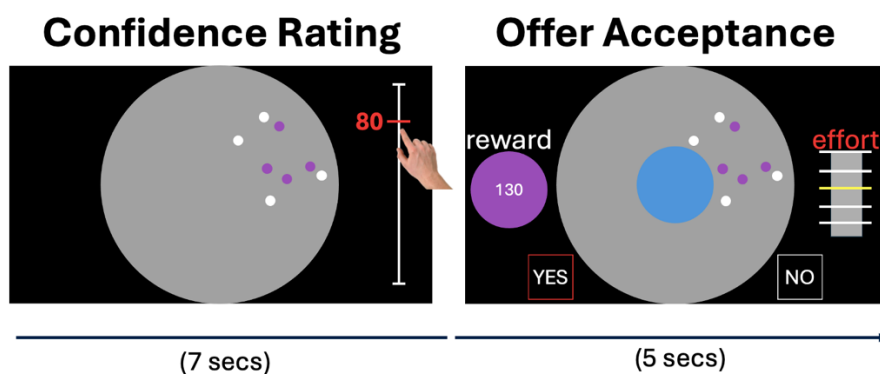 Confidence Rating
Offer Acceptance
80
reward
130
effort
YES
NO
(7 secs)
(5 secs)